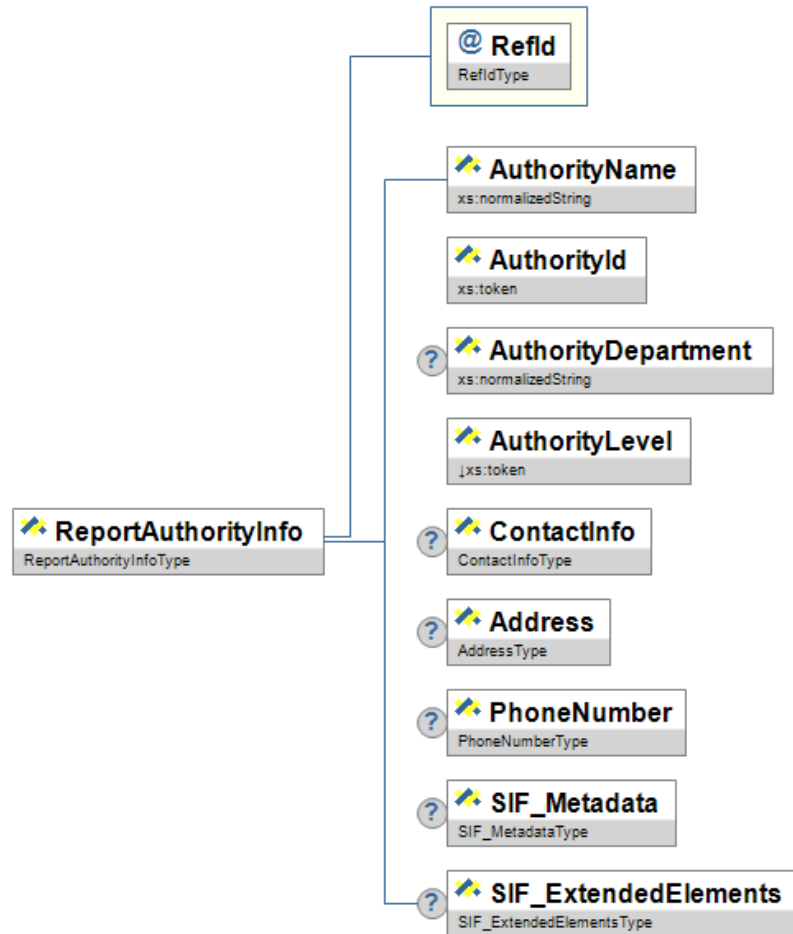 @ RefId
RefIdType
AuthorityName
xs:normalizedString
AuthorityId
xs:token
? AuthorityDepartment
xs:normalizedString
AuthorityLevel
↓xs:token
ReportAuthorityInfo
ReportAuthorityInfoType
? ContactInfo
ContactInfoType
? Address
AddressType
? PhoneNumber
PhoneNumberType
? SIF_Metadata
SIF_MetadataType
? SIF_ExtendedElements
SIF_ExtendedElementsType